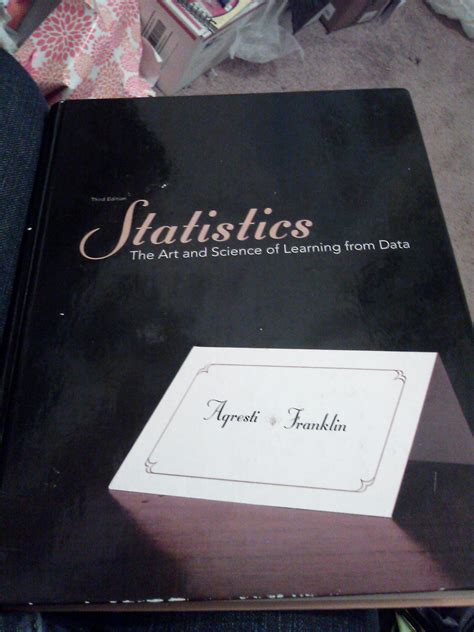 Third Edition
Statistics
The Art and Science of Learning from Data
Agresti Franklin